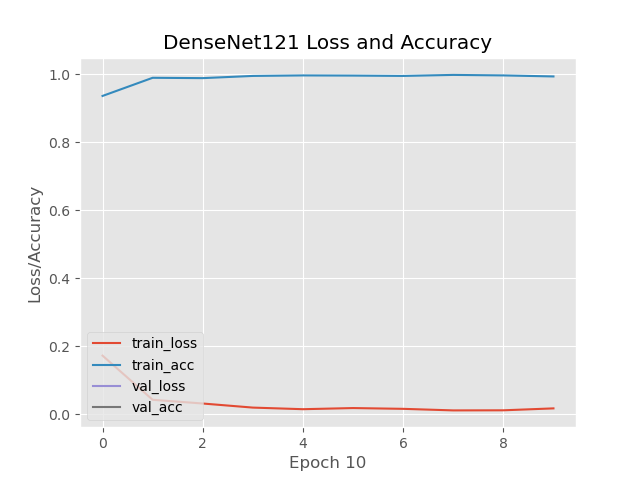 DenseNet121 Loss and Accuracy
1.0
0.8
0.6
0.4
0.2
0.0
Loss/Accuracy
train_loss
train_acc
val_loss
val_acc
0 2 4 6 8
Epoch 10